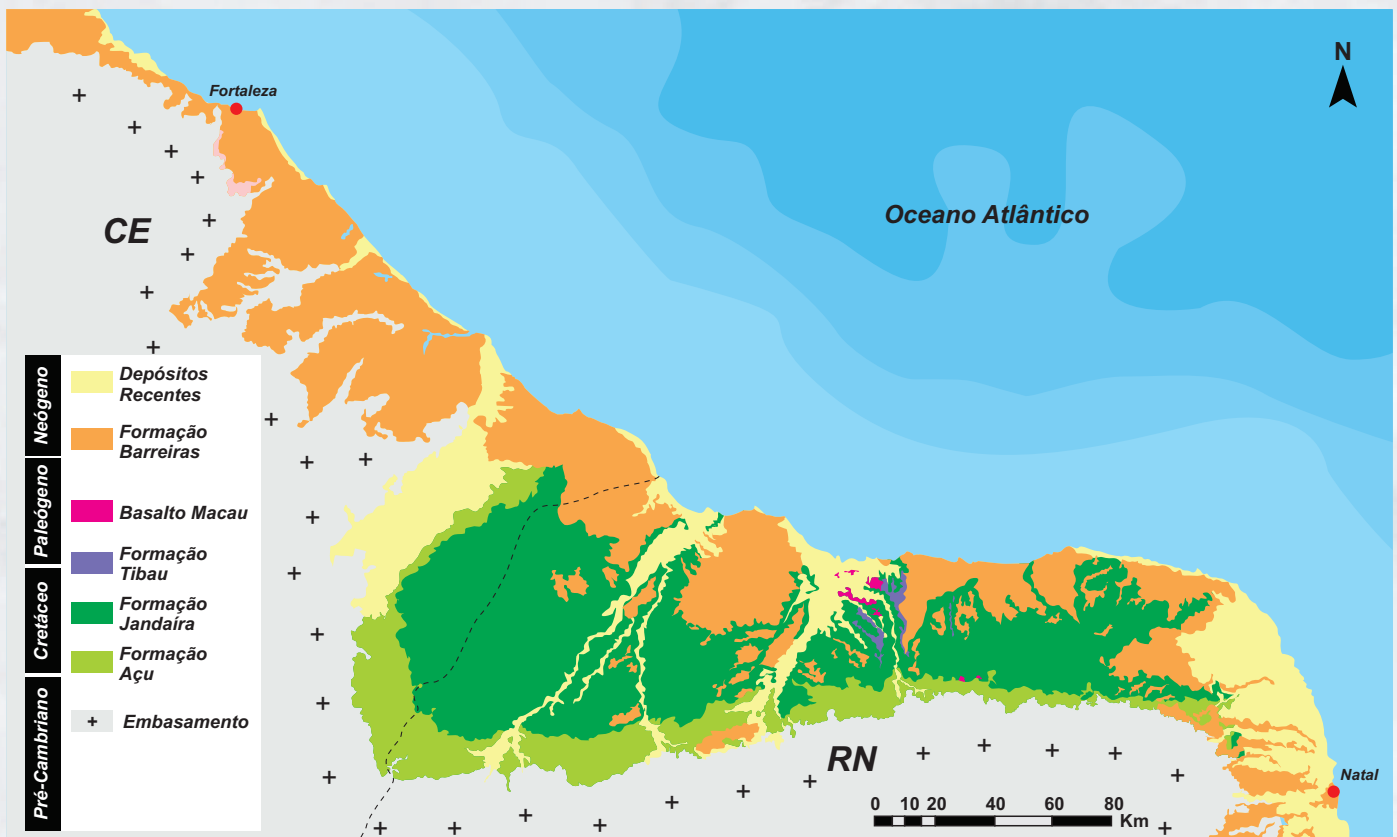 N
Fortaleza
Oceano Atlântico
CE
Neógeno
Depósitos
Recentes
Formação
Barreiras
Paleógeno
Basalto Macau
Formação
Tibau
Cretáceo
Formação
Jandaíra
Formação
Açu
Pré-Cambriano
Embasamento
RN
Natal
0 10 20 40 60 80
Km